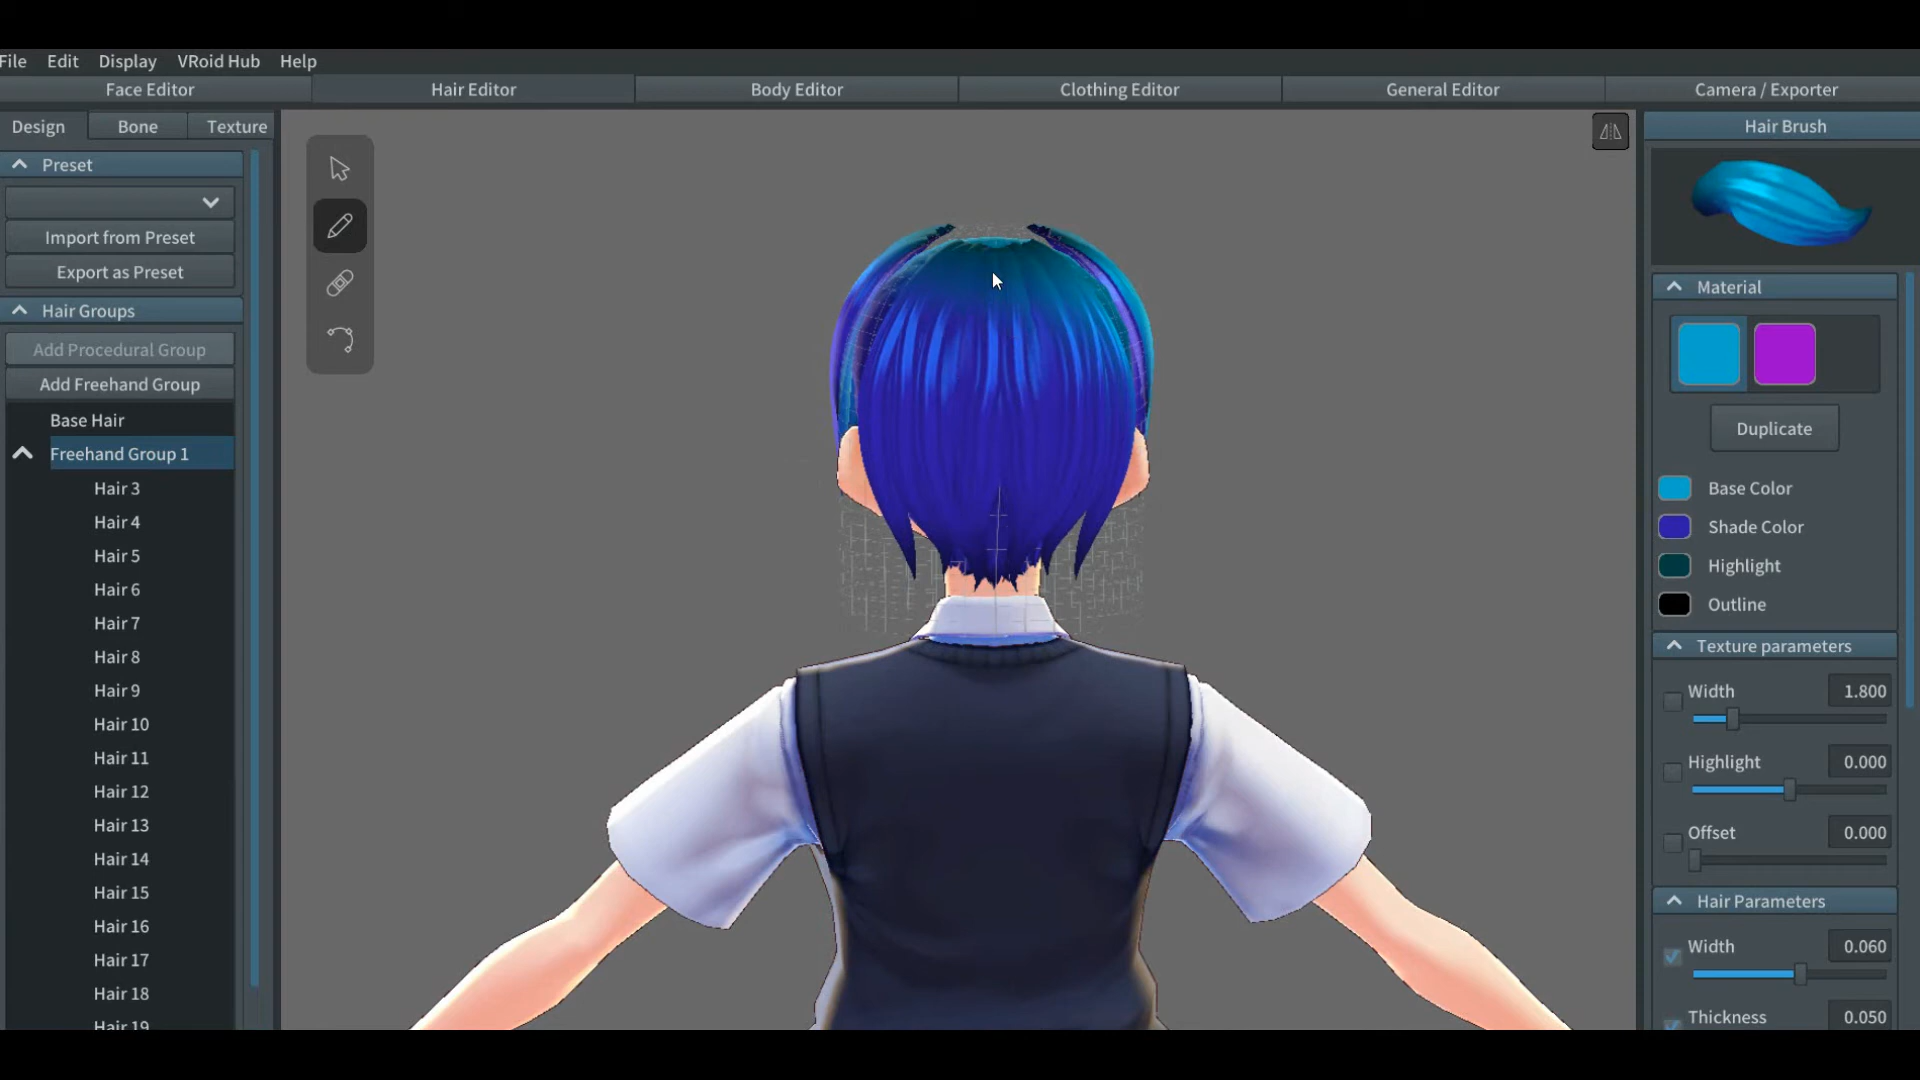 File Edit Display VRoid Hub Help
Face Editor Hair Editor Body Editor Clothing Editor General Editor Camera / Exporter
Design Bone Texture
Preset
Import from Preset
Export as Preset
Hair Groups
Add Procedural Group
Add Freehand Group
Base Hair
Freehand Group 1
Hair 3
Hair 4
Hair 5
Hair 6
Hair 7
Hair 8
Hair 9
Hair 10
Hair 11
Hair 12
Hair 13
Hair 14
Hair 15
Hair 16
Hair 17
Hair 18
Hair 19
Hair Brush
Material
Duplicate
Base Color
Shade Color
Highlight
Outline
Texture parameters
Width 1.800
Highlight 0.000
Offset 0.000
Hair Parameters
Width 0.060
Thickness 0.050